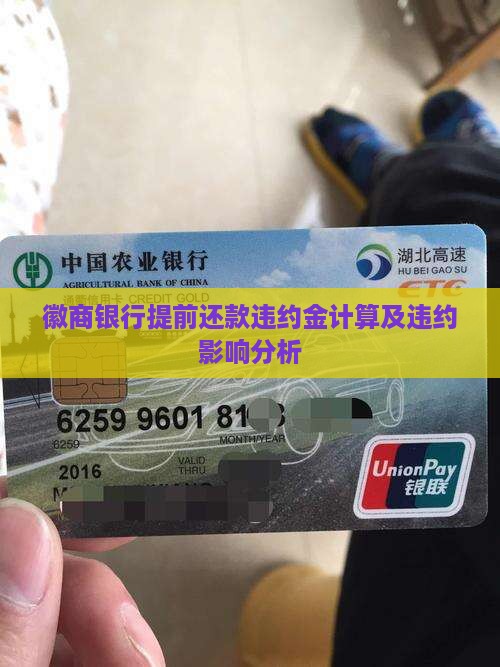 中国农业银行
AGRICULTURAL BANK OF CHINA
湖北高速
HU BEI GAO SU
ETC
CREDIT GOLD
徽商银行提前还款违约金计算及违约
影响分析
6259 9601 81
6259
MONTH/YEAR
2016
VALID
THRU
UnionPay
银联